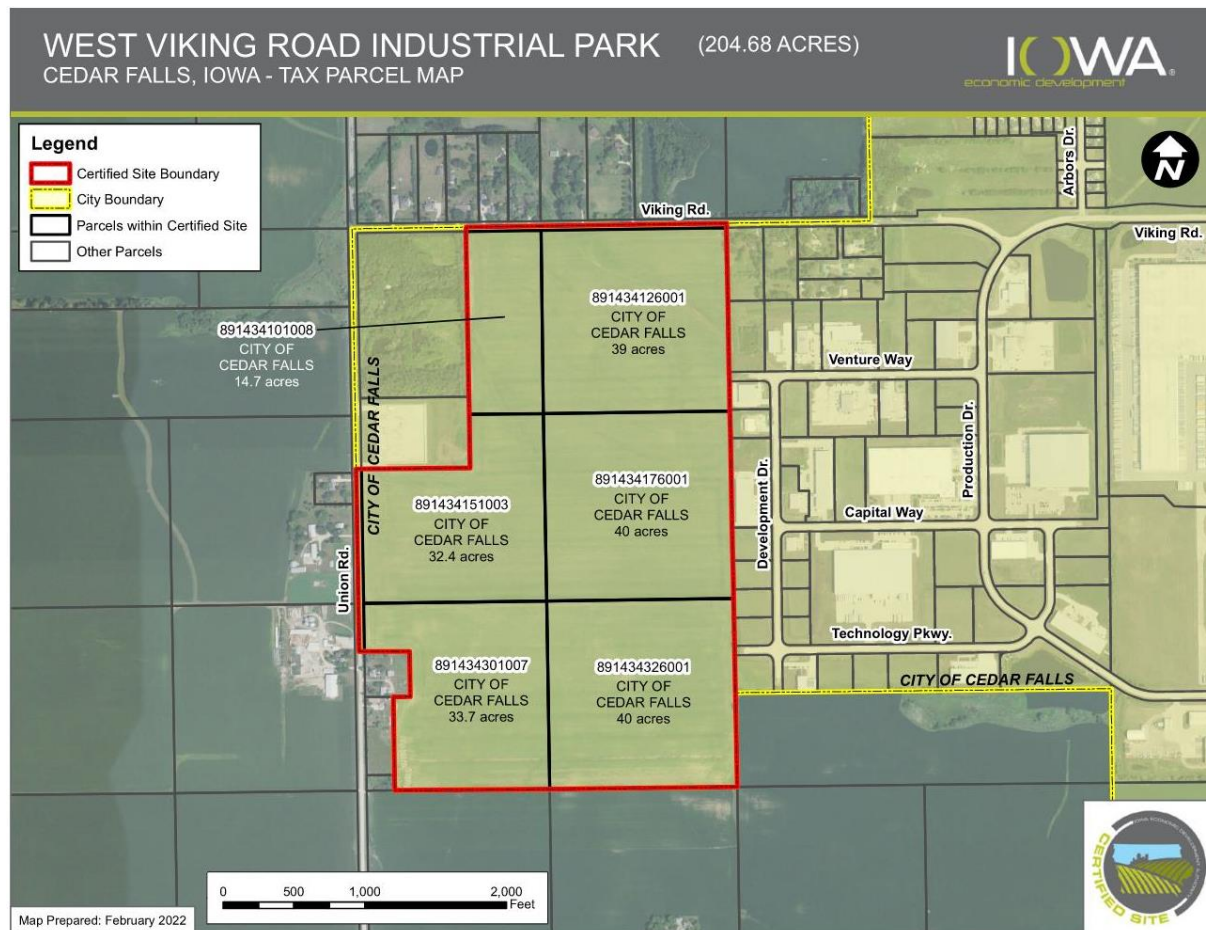 WEST VIKING ROAD INDUSTRIAL PARK (204.68 ACRES)
CEDAR FALLS, IOWA - TAX PARCEL MAP
IOWA®
economic development
Legend
Certified Site Boundary
City Boundary
Parcels within Certified Site
Other Parcels
N
Arbors Dr.
Viking Rd.
Viking Rd.
891434126001
CITY OF
CEDAR FALLS
39 acres
891434101008
CITY OF
CEDAR FALLS
14.7 acres
CITY OF CEDAR FALLS
Venture Way
Production Dr.
Development Dr.
891434176001
CITY OF
CEDAR FALLS
40 acres
891434151003
CITY OF
CEDAR FALLS
32.4 acres
Capital Way
Union Rd.
Technology Pkwy.
891434301007
CITY OF
CEDAR FALLS
33.7 acres
891434326001
CITY OF
CEDAR FALLS
40 acres
CITY OF CEDAR FALLS
0 500 1,000 2,000
Feet
Map Prepared: February 2022
CERTIFIED SITE